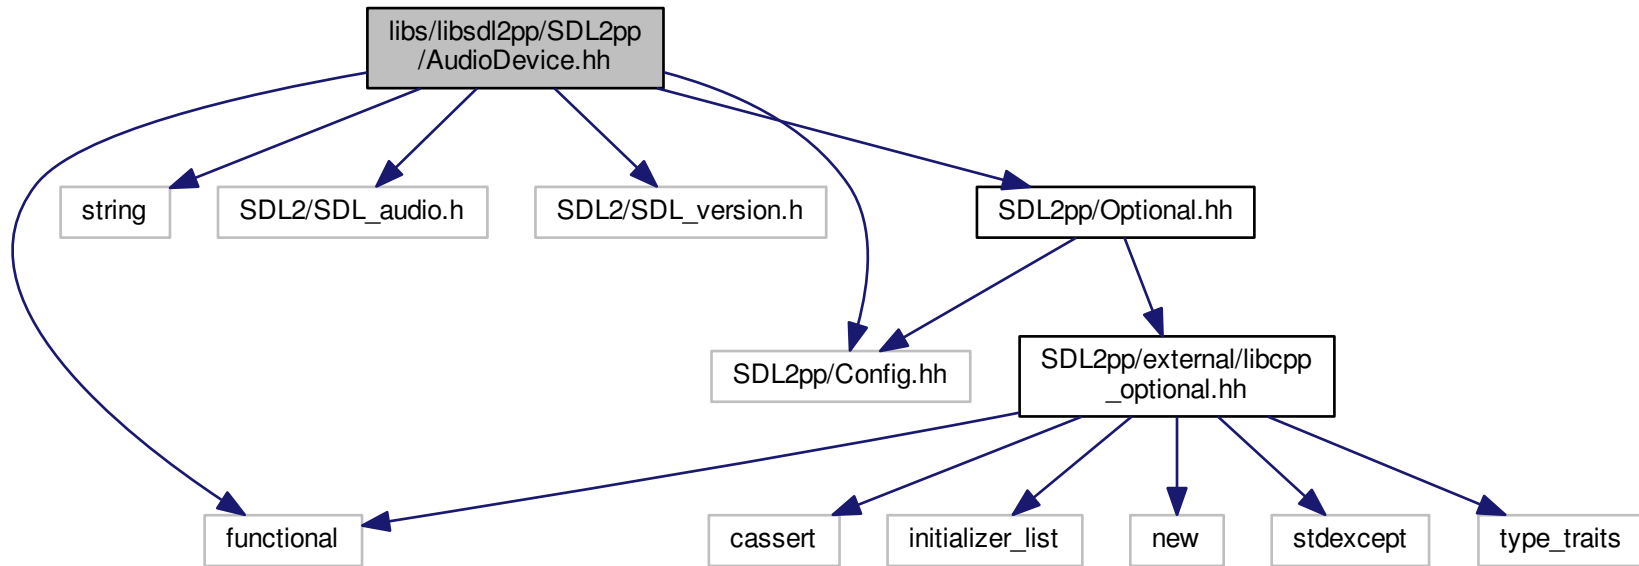 libs/libsdl2pp/SDL2pp
/AudioDevice.hh
string
SDL2/SDL_audio.h
SDL2/SDL_version.h
SDL2pp/Optional.hh
SDL2pp/Config.hh
SDL2pp/external/libcpp
_optional.hh
functional
cassert
initializer_list
new
stdexcept
type_traits